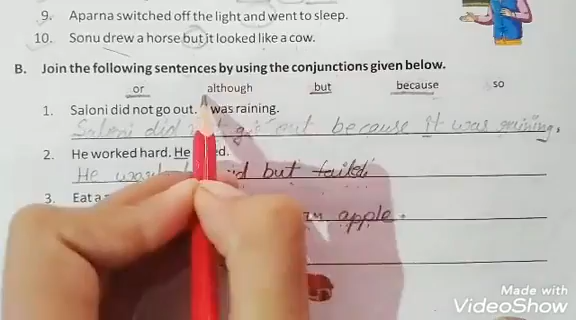 9. Aparna switched off the light and went to sleep.
10. Sonu drew a horse but it looked like a cow.
B. Join the following sentences by using the conjunctions given below.
or although but because so
1. Saloni did not go out. was raining.
Saloni did out because It was raining.
2. He worked hard. He
He but failed
3. Eat a
apple.
Made with
VideoShow